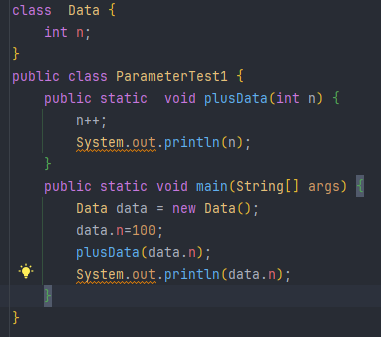 class  Data {
    int n;
}
public class ParameterTest1 {
    public static  void plusData(int n) {
        n++;
        System.out.println(n);
    }
    public static void main(String[] args) {
        Data data = new Data();
        data.n=100;
        plusData(data.n);
        System.out.println(data.n);
    }
}